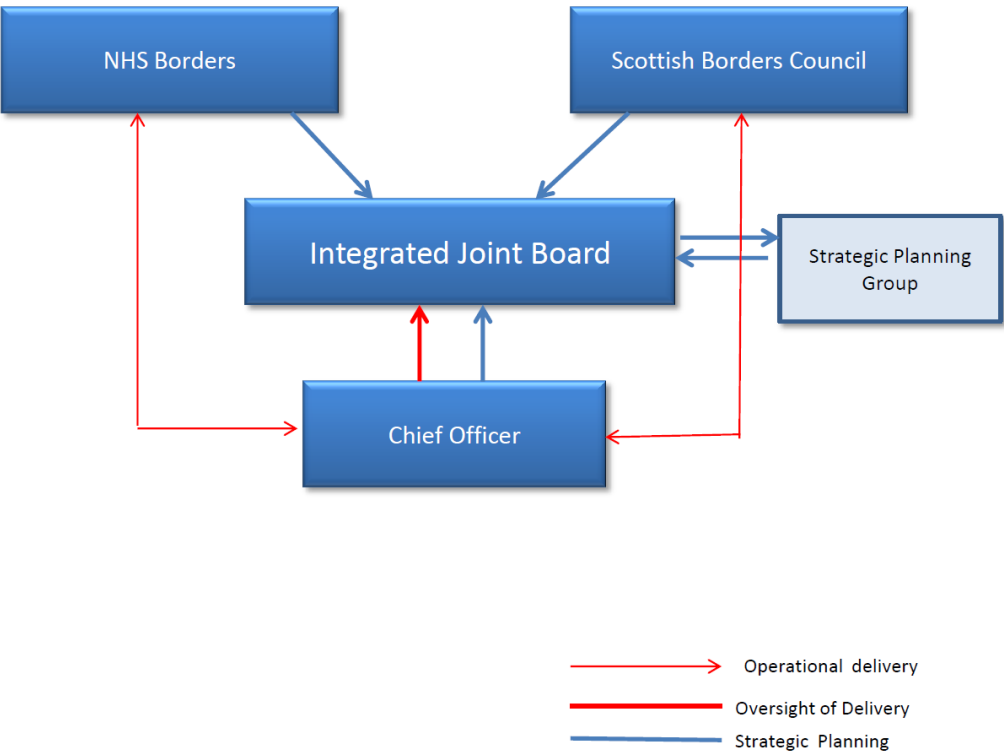 NHS Borders
Scottish Borders Council
Integrated Joint Board
Strategic Planning
Group
Chief Officer
Operational delivery
Oversight of Delivery
Strategic Planning